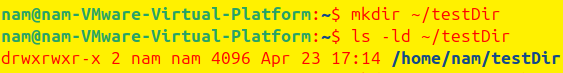 nam@nam-VMware-Virtual-Platform:~$ mkdir ~/testDir
nam@nam-VMware-Virtual-Platform:~$ ls -ld ~/testDir
drwxrwxr-x 2 nam nam 4096 Apr 23 17:14 /home/nam/testDir